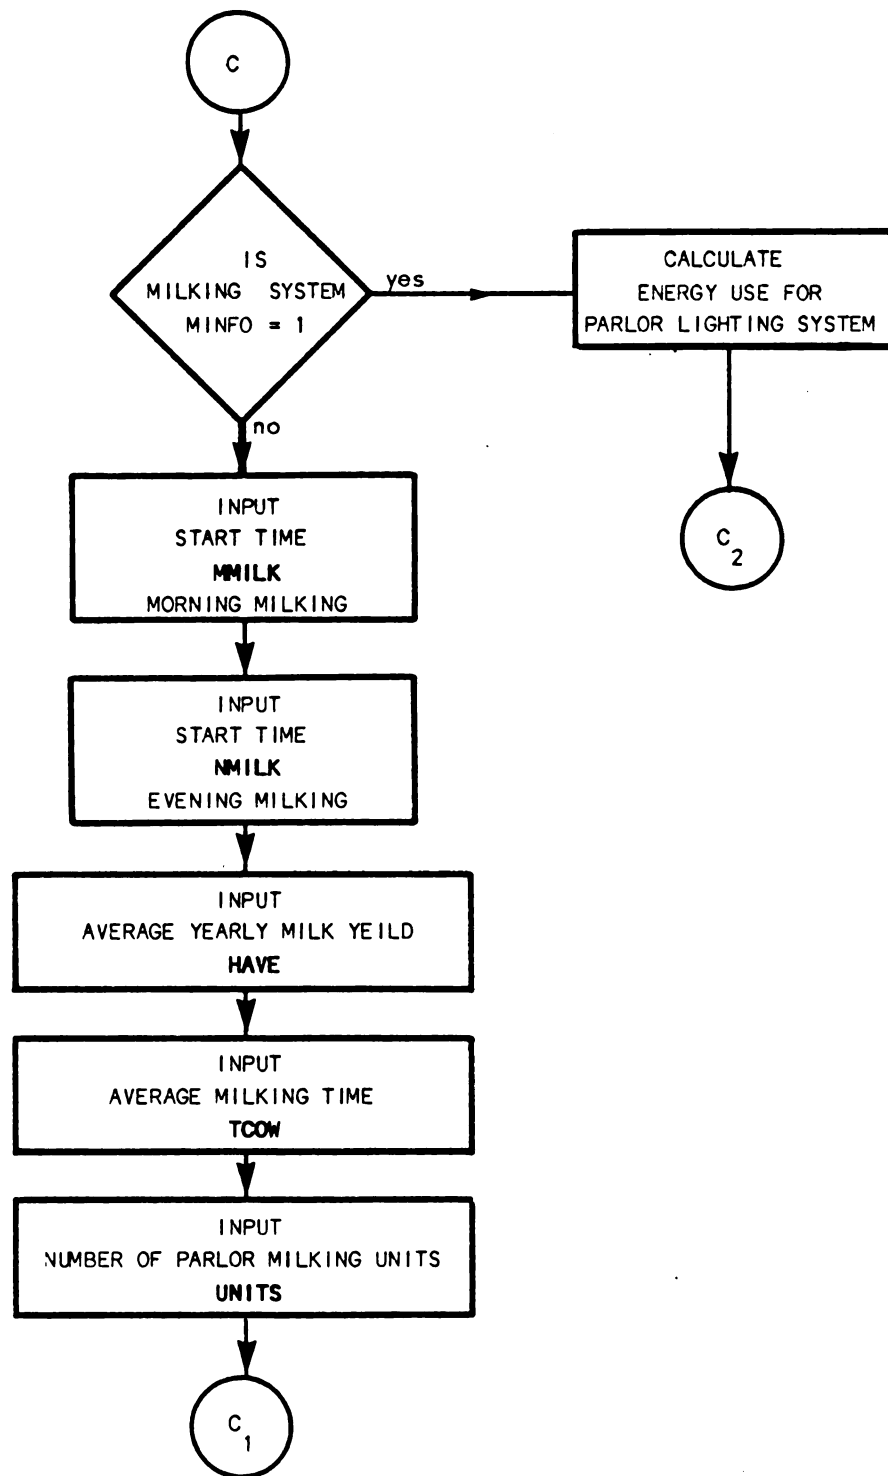 C
IS
MILKING SYSTEM
MINFO = 1
yes
CALCULATE
ENERGY USE FOR
PARLOR LIGHTING SYSTEM
C2
no
INPUT
START TIME
MMILK
MORNING MILKING
INPUT
START TIME
NMILK
EVENING MILKING
INPUT
AVERAGE YEARLY MILK YEILD
HAVE
INPUT
AVERAGE MILKING TIME
TCOW
INPUT
NUMBER OF PARLOR MILKING UNITS
UNITS
C1